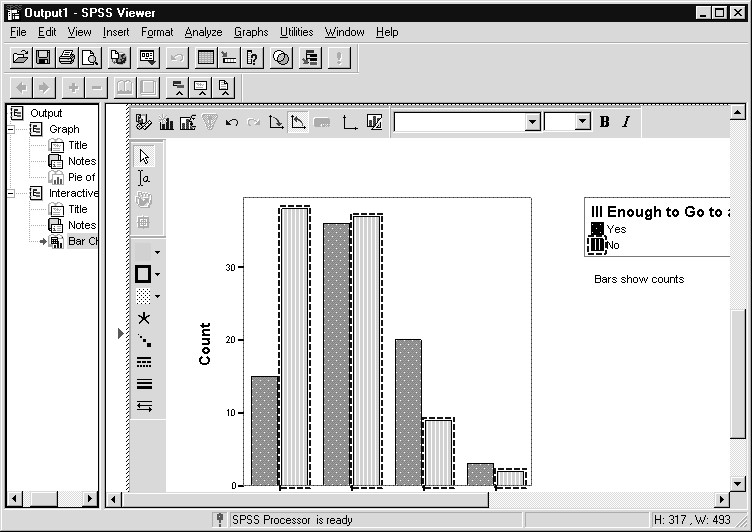 Output1 - SPSS Viewer
File Edit View Insert Format Analyze Graphs Utilities Window Help
Output
Graph
Title
Notes
Pie of
Interactive
Title
Notes
Bar Ch
B I
a
Ill Enough to Go to a
Yes
No
Bars show counts
Count
30
20
10
0
SPSS Processor is ready
H: 317 , W: 493